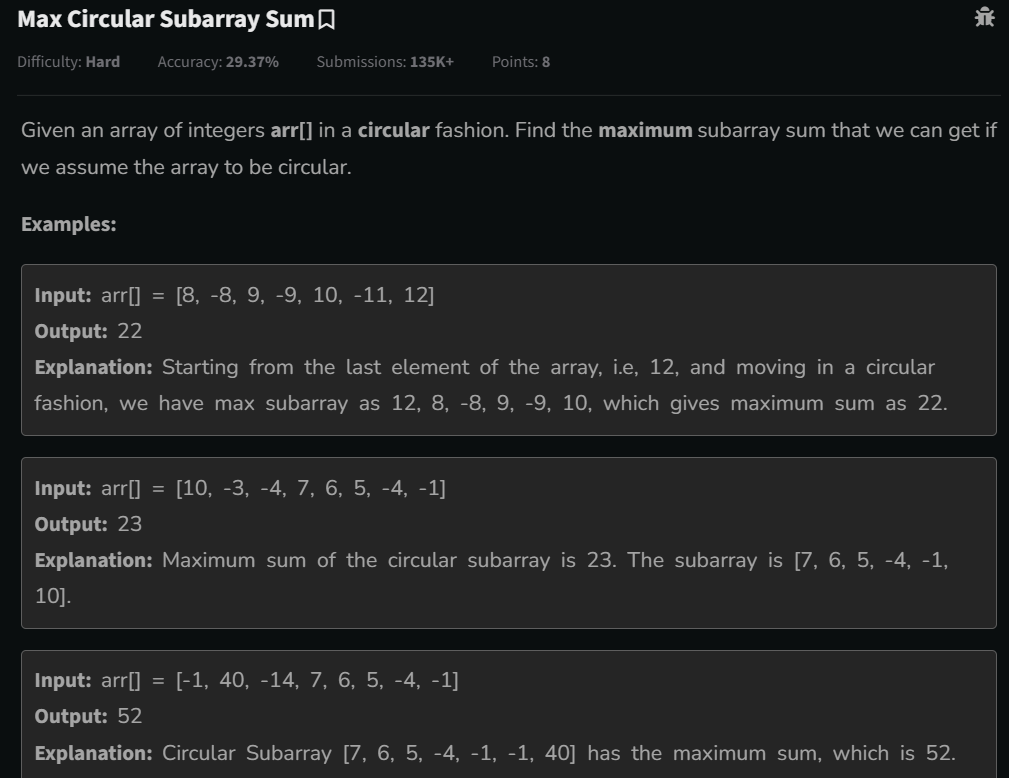 Max Circular Subarray Sum
Difficulty: Hard Accuracy: 29.37% Submissions: 135K+ Points: 8
Given an array of integers arr[] in a circular fashion. Find the maximum subarray sum that we can get if
we assume the array to be circular.
Examples:
Input: arr[] = [8, -8, 9, -9, 10, -11, 12]
Output: 22
Explanation: Starting from the last element of the array, i.e, 12, and moving in a circular
fashion, we have max subarray as 12, 8, -8, 9, -9, 10, which gives maximum sum as 22.
Input: arr[] = [10, -3, -4, 7, 6, 5, -4, -1]
Output: 23
Explanation: Maximum sum of the circular subarray is 23. The subarray is [7, 6, 5, -4, -1,
10].
Input: arr[] = [-1, 40, -14, 7, 6, 5, -4, -1]
Output: 52
Explanation: Circular Subarray [7, 6, 5, -4, -1, -1, 40] has the maximum sum, which is 52.